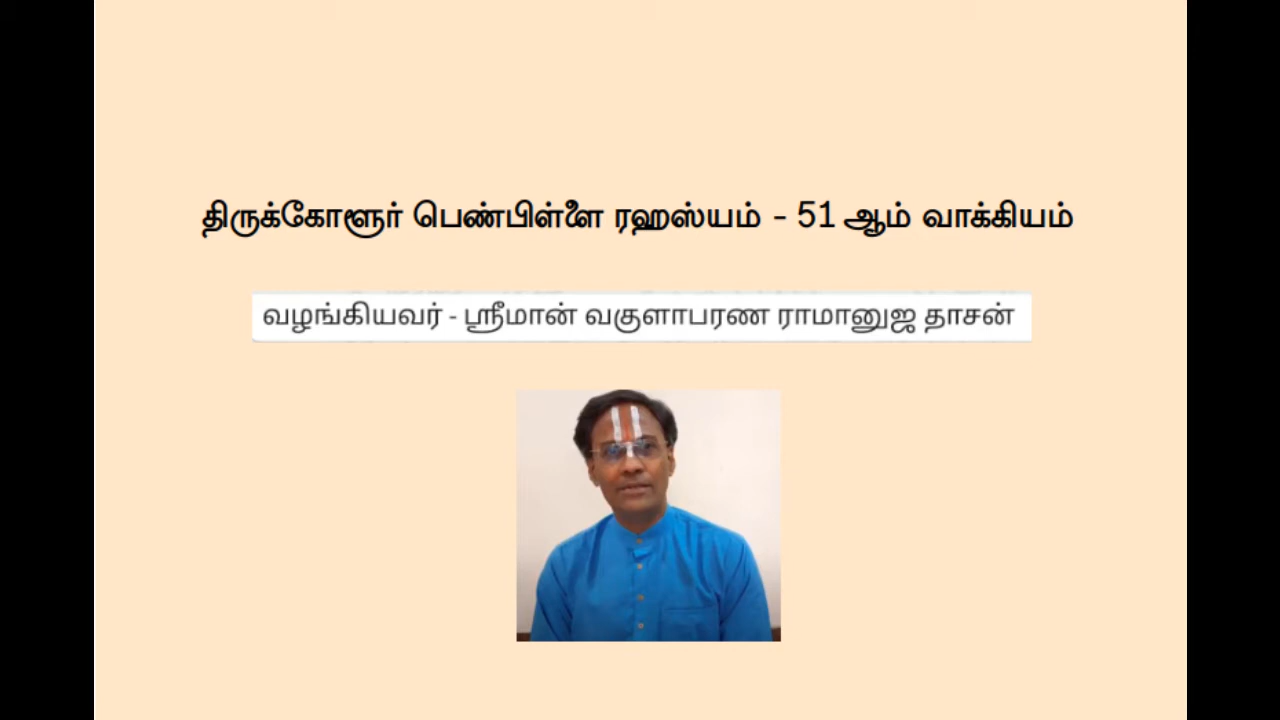 திருக்கோளூர் பெண்பிள்ளை ரஹஸ்யம் - 51 ஆம் வாக்கியம்
வழங்கியவர் - ஸ்ரீமான் வகுளாபரண ராமானுஜ தாசன்